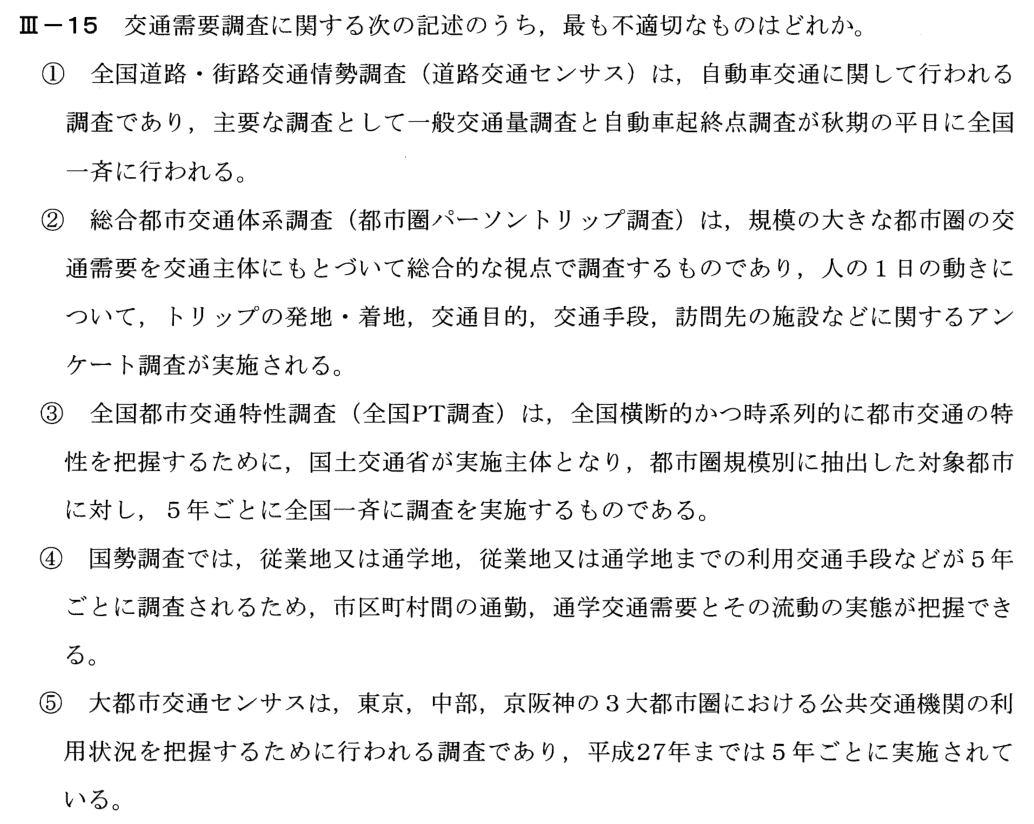 Ⅲ－15　交通需要調査に関する次の記述のうち，最も不適切なものはどれか。
①　全国道路・街路交通情勢調査（道路交通センサス）は，自動車交通に関して行われる
調査であり，主要な調査として一般交通量調査と自動車起終点調査が秋期の平日に全国
一斉に行われる。
②　総合都市交通体系調査（都市圏パーソントリップ調査）は，規模の大きな都市圏の交
通需要を交通主体にもとづいて総合的な視点で調査するものであり，人の１日の動きに
ついて，トリップの発地・着地，交通目的，交通手段，訪問先の施設などに関するアン
ケート調査が実施される。
③　全国都市交通特性調査（全国PT調査）は，全国横断的かつ時系列的に都市交通の特
性を把握するために，国土交通省が実施主体となり，都市圏規模別に抽出した対象都市
に対し，５年ごとに全国一斉に調査を実施するものである。
④　国勢調査では，従業地又は通学地，従業地又は通学地までの利用交通手段などが５年
ごとに調査されるため，市区町村間の通勤，通学交通需要とその流動の実態が把握でき
る。
⑤　大都市交通センサスは，東京，中部，京阪神の３大都市圏における公共交通機関の利
用状況を把握するために行われる調査であり，平成27年までは５年ごとに実施されて
いる。